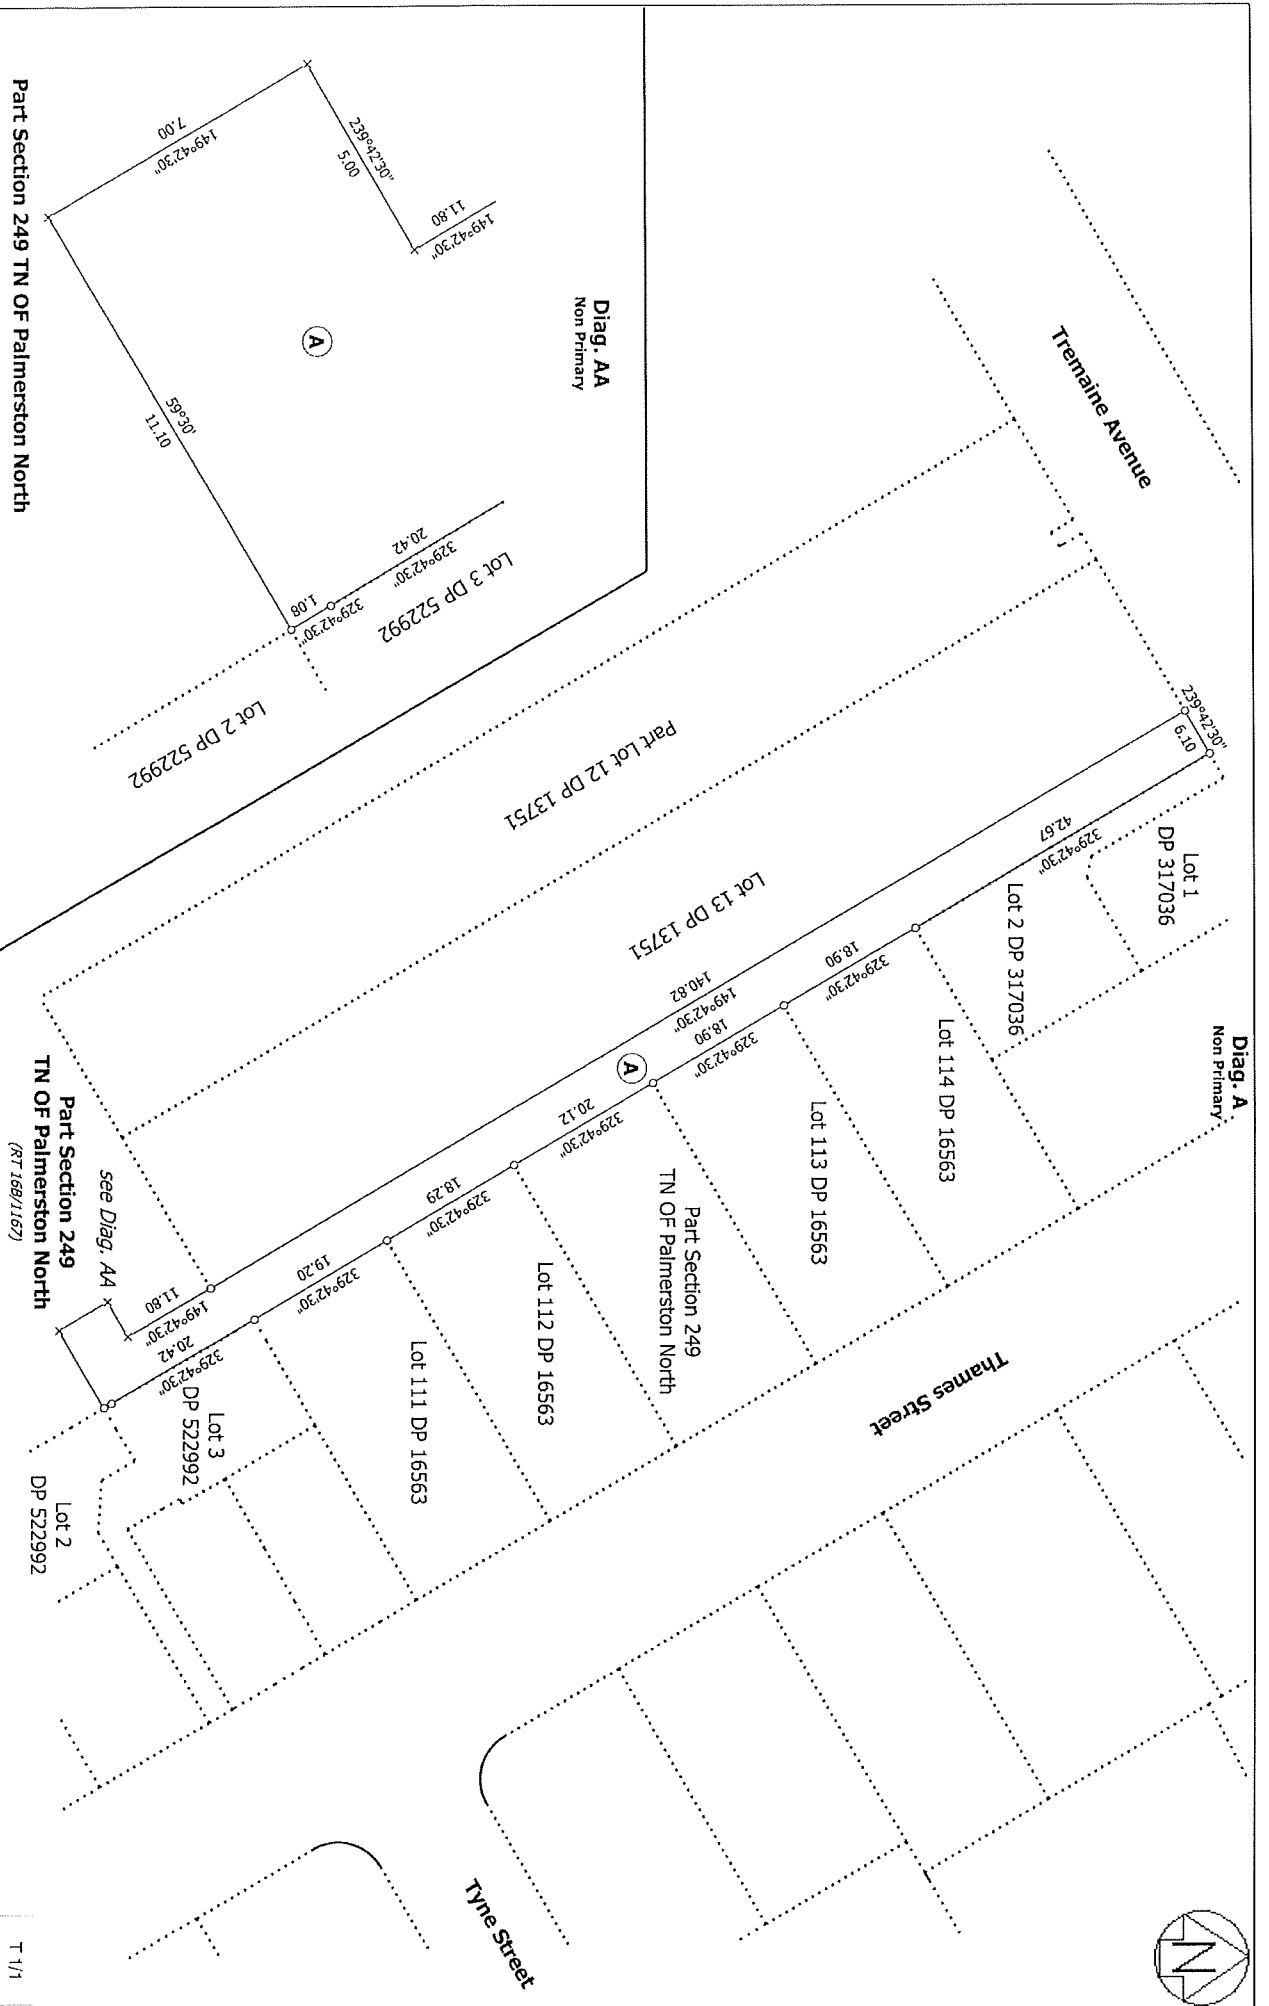 Diag. A
Non Primary
Tremaine Avenue
239°42'30"
6.10
Lot 1
DP 317036
42.67
329°42'30"
Lot 2 DP 317036
18.90
329°42'30"
Lot 114 DP 16563
18.90
329°42'30"
Lot 113 DP 16563
Part Lot 12 DP 13751
Lot 13 DP 13751
140.82
149°42'30"
A
20.12
329°42'30"
Part Section 249
TN OF Palmerston North
18.29
329°42'30"
Lot 112 DP 16563
19.20
329°42'30"
Lot 111 DP 16563
Thames Street
11.80
149°42'30"
20.42
329°42'30"
Lot 3
DP 522992
Lot 2
DP 522992
see Diag. AA
Part Section 249
TN OF Palmerston North
(RT 16B/1167)
Tyne Street
N
Diag. AA
Non Primary
11.80
149°42'30"
239°42'30"
5.00
7.00
149°42'30"
A
59°30'
11.10
20.42
329°42'30"
Lot 3 DP 522992
1.08
329°42'30"
Lot 2 DP 522992
Part Section 249 TN OF Palmerston North
T 1/1